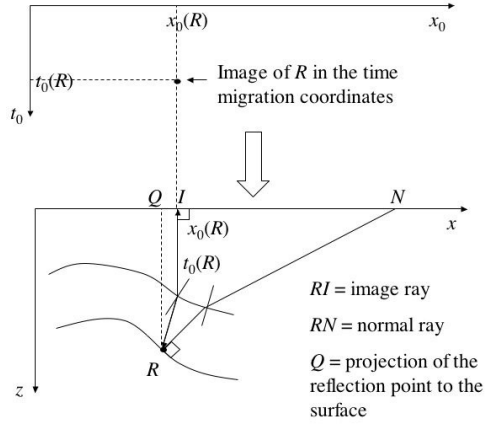 x₀(R)
x₀
t₀(R)
Image of R in the time
migration coordinates
t₀
Q
I
N
x₀(R)
x
t₀(R)
RI = image ray
RN = normal ray
R
Q = projection of the
reflection point to the
surface
z